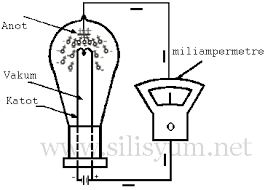 Anot
miliampermetre
Vakum
Katot
www.silisyum.net
- +